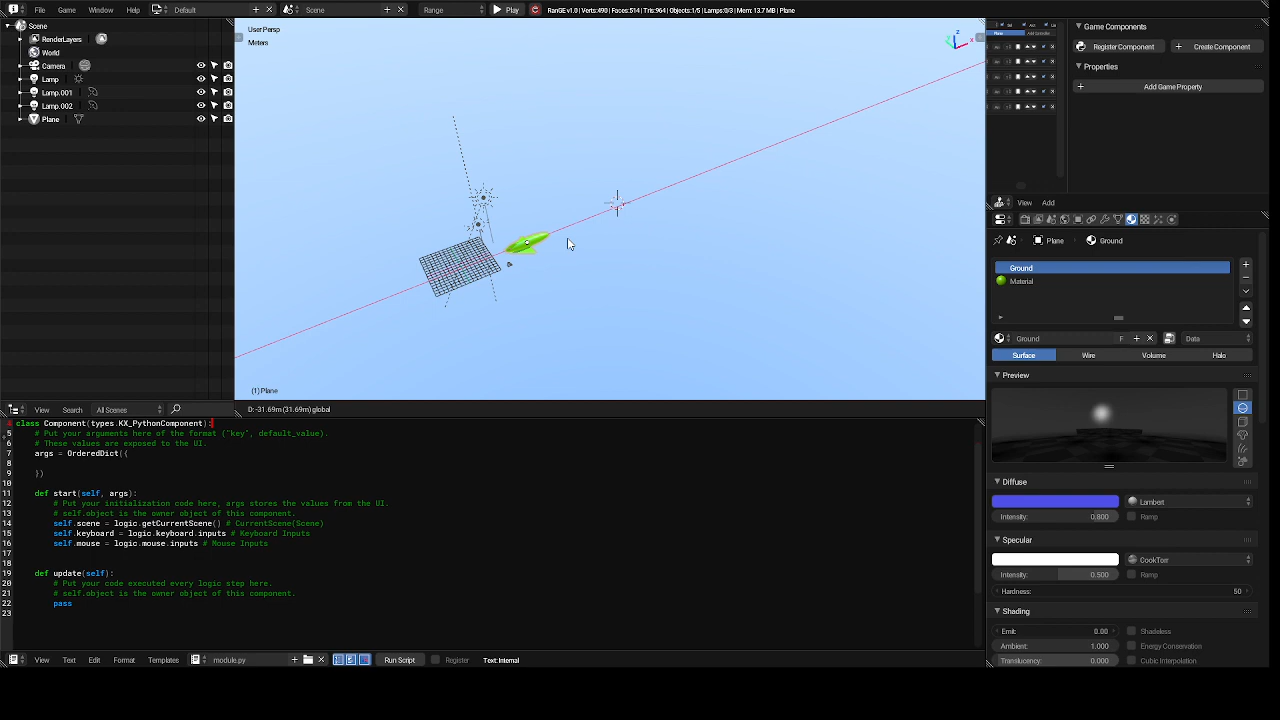 File Game Window Help Default Scene Range Play RanGE v1.0 | Verts:490 | Faces:514 | Tris:964 | Objects:1/5 | Lamps:0/3 | Mem: 13.7 MB | Plane
Scene
RenderLayers
World
Camera
Lamp
Lamp.001
Lamp.002
Plane
View Search All Scenes
User Persp
Meters
z
x
y
(1) Plane
D: -31.69m (31.69m) global
4 class Component(types.KX_PythonComponent):
5 # Put your arguments here of the format ("key", default_value).
6 # These values are exposed to the UI.
7 args = OrderedDict({
8
9 })
10
11 def start(self, args):
12 # Put your initialization code here, args stores the values from the UI.
13 # self.object is the owner object of this component.
14 self.scene = logic.getCurrentScene() # CurrentScene(Scene)
15 self.keyboard = logic.keyboard.inputs # Keyboard Inputs
16 self.mouse = logic.mouse.inputs # Mouse Inputs
17
18
19 def update(self):
20 # Put your code executed every logic step here.
21 # self.object is the owner object of this component.
22 pass
23
View Text Edit Format Templates module.py Run Script Register Text: Internal
Game Components
Register Component Create Component
Properties
Add Game Property
View Add
Plane Ground
Ground
Material
Ground F Data
Surface Wire Volume Halo
Preview
Diffuse
Lambert
Intensity: 0.800 Ramp
Specular
CookTorr
Intensity: 0.500 Ramp
Hardness: 50
Shading
Emit: 0.00 Shadeless
Ambient: 1.000 Energy Conservation
Translucency: 0.000 Cubic Interpolation